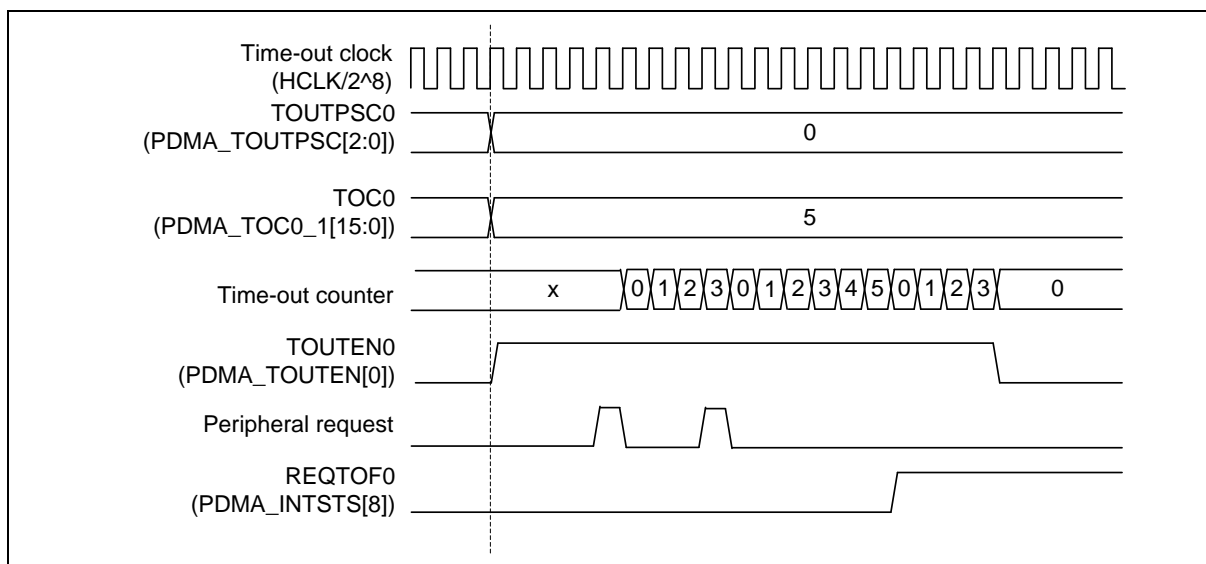 Time-out clock
(HCLK/2^8)
TOUTPSC0
(PDMA_TOUTPSC[2:0])
0
TOC0
(PDMA_TOC0_1[15:0])
5
Time-out counter
x 0 1 2 3 0 1 2 3 4 5 0 1 2 3 0
TOUTEN0
(PDMA_TOUTEN[0])
Peripheral request
REQTOF0
(PDMA_INTSTS[8])